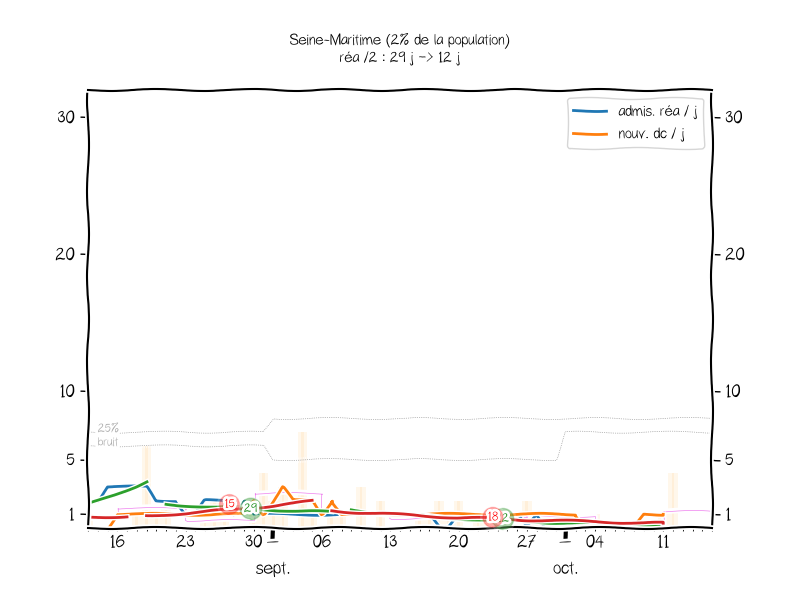 Seine-Maritime (2% de la population)
réa /2 : 29 j -> 12 j
30 30
admis. réa / j
nouv. dc / j
20 20
10 10
25%
bruit
5 5
15 29 18
1 1
16 23 30 06 13 20 27 04 11
sept. oct.